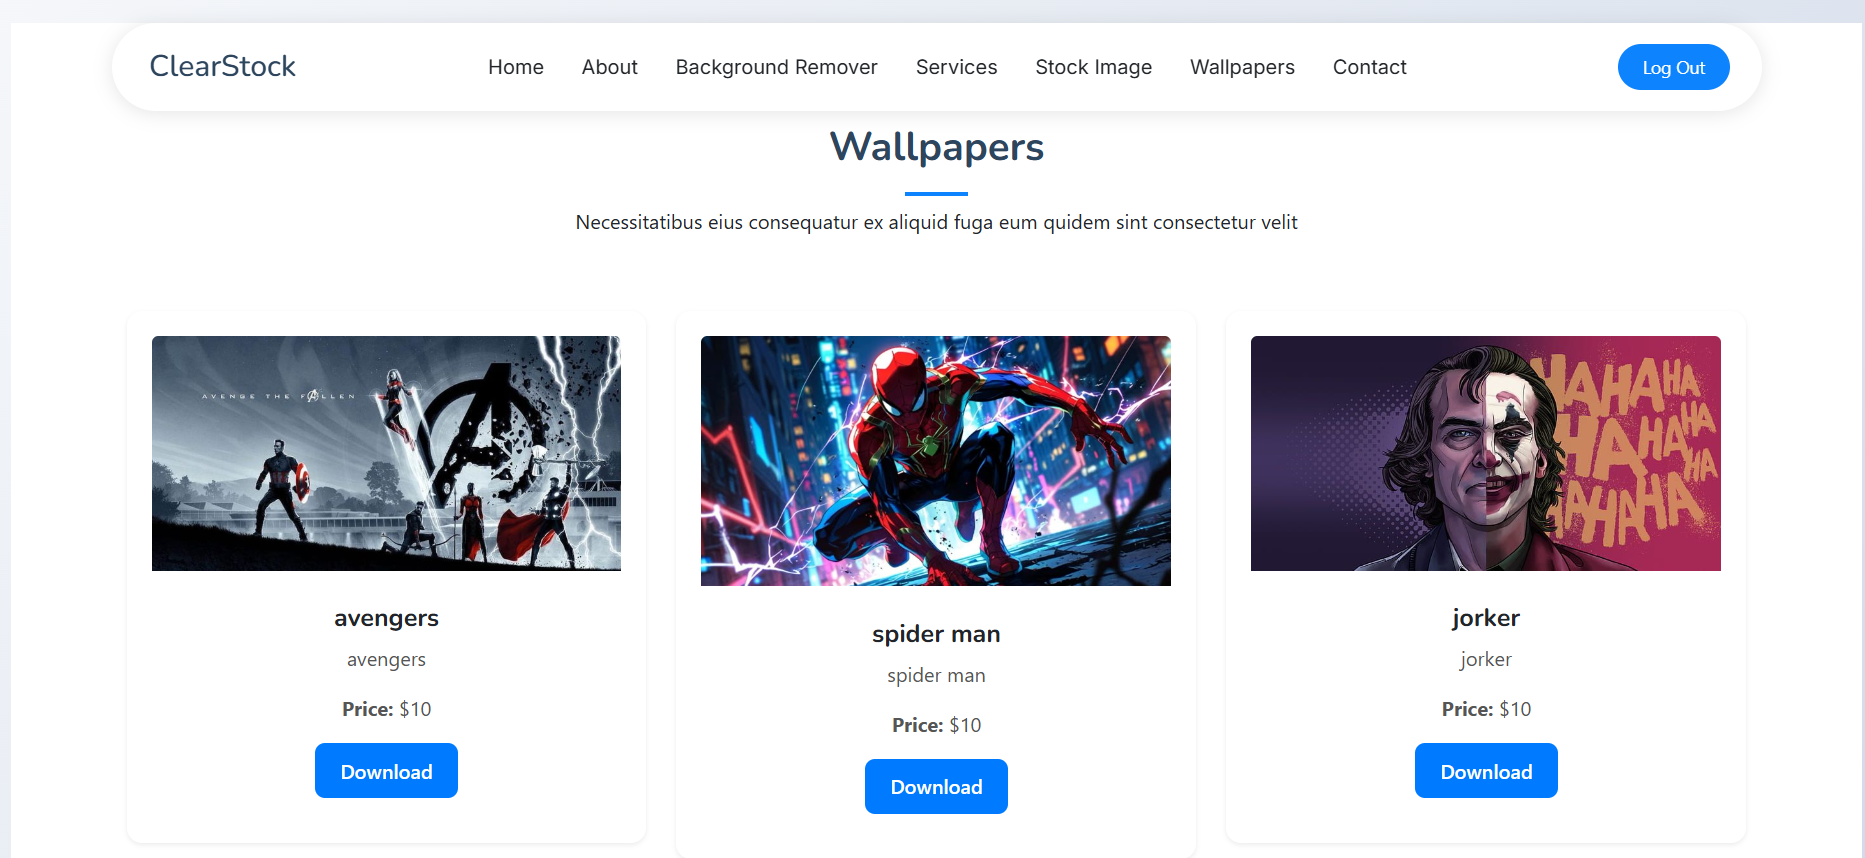 ClearStock
Home About Background Remover Services Stock Image Wallpapers Contact
Log Out
Wallpapers
Necessitatibus eius consequatur ex aliquid fuga eum quidem sint consectetur velit
AVENGE THE FALLEN
avengers
avengers
Price: $10
Download
spider man
spider man
Price: $10
Download
HAHAHA
HAHAHA
HA
HAHAHA
jorker
jorker
Price: $10
Download